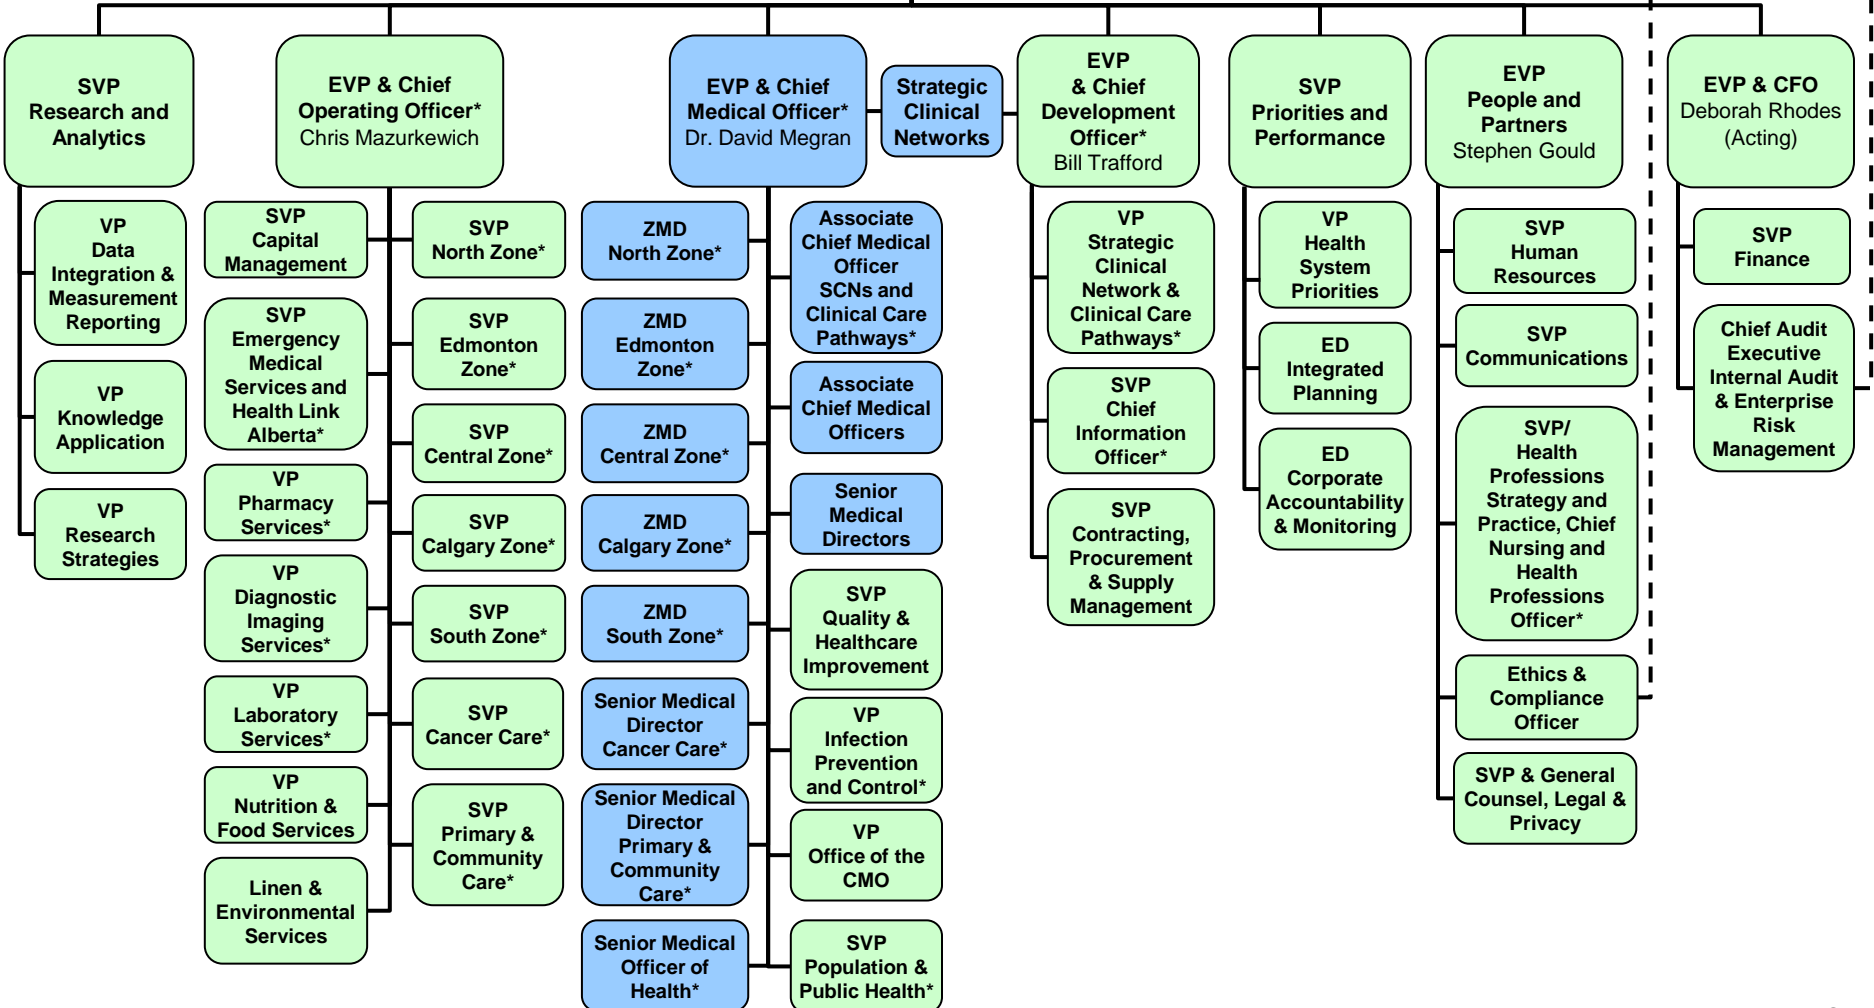 SVP
Research and
Analytics
EVP & Chief
Operating Officer*
Chris Mazurkewich
EVP & Chief
Medical Officer*
Dr. David Megran
Strategic
Clinical
Networks
EVP
& Chief
Development
Officer*
Bill Trafford
SVP
Priorities and
Performance
EVP
People and
Partners
Stephen Gould
EVP & CFO
Deborah Rhodes
(Acting)
VP
Data
Integration &
Measurement
Reporting
VP
Knowledge
Application
VP
Research
Strategies
SVP
Capital
Management
SVP
Emergency
Medical
Services and
Health Link
Alberta*
VP
Pharmacy
Services*
VP
Diagnostic
Imaging
Services*
VP
Laboratory
Services*
VP
Nutrition &
Food Services
Linen &
Environmental
Services
SVP
North Zone*
SVP
Edmonton
Zone*
SVP
Central Zone*
SVP
Calgary Zone*
SVP
South Zone*
SVP
Cancer Care*
SVP
Primary &
Community
Care*
ZMD
North Zone*
ZMD
Edmonton
Zone*
ZMD
Central Zone*
ZMD
Calgary Zone*
ZMD
South Zone*
Senior Medical
Director
Cancer Care*
Senior Medical
Director
Primary &
Community
Care*
Senior Medical
Officer of
Health*
Associate
Chief Medical
Officer
SCNs and
Clinical Care
Pathways*
Associate
Chief Medical
Officers
Senior
Medical
Directors
SVP
Quality &
Healthcare
Improvement
VP
Infection
Prevention
and Control*
VP
Office of the
CMO
SVP
Population &
Public Health*
VP
Strategic
Clinical
Network &
Clinical Care
Pathways*
SVP
Chief
Information
Officer*
SVP
Contracting,
Procurement
& Supply
Management
VP
Health
System
Priorities
ED
Integrated
Planning
ED
Corporate
Accountability
& Monitoring
SVP
Human
Resources
SVP
Communications
SVP/
Health
Professions
Strategy and
Practice, Chief
Nursing and
Health
Professions
Officer*
Ethics &
Compliance
Officer
SVP & General
Counsel, Legal &
Privacy
SVP
Finance
Chief Audit
Executive
Internal Audit
& Enterprise
Risk
Management